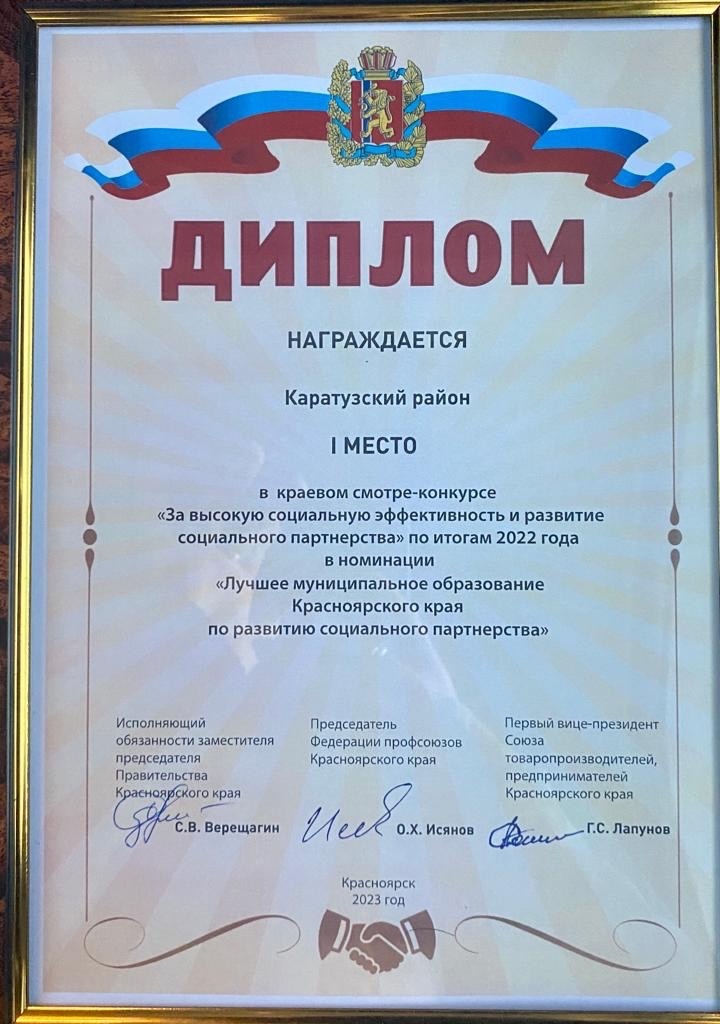 ДИПЛОМ
НАГРАЖДАЕТСЯ
Каратузский район
I МЕСТО
в краевом смотре-конкурсе
«За высокую социальную эффективность и развитие
социального партнерства» по итогам 2022 года
в номинации
«Лучшее муниципальное образование
Красноярского края
по развитию социального партнерства»
Исполняющий
обязанности заместителя
председателя
Правительства
Красноярского края
С.В. Верещагин
Председатель
Федерации профсоюзов
Красноярского края
О.Х. Исянов
Первый вице-президент
Союза
товаропроизводителей,
предпринимателей
Красноярского края
Г.С. Лапунов
Красноярск
2023 год